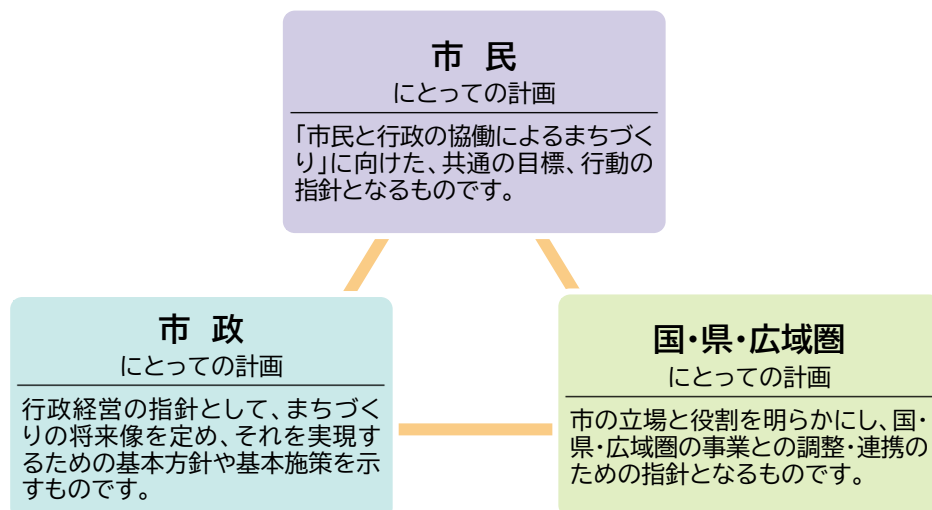 市 民
にとっての計画
「市民と行政の協働によるまちづく
り」に向けた、共通の目標、行動の
指針となるものです。
市 政
にとっての計画
行政経営の指針として、まちづく
りの将来像を定め、それを実現す
るための基本方針や基本施策を示
すものです。
国・県・広域圏
にとっての計画
市の立場と役割を明らかにし、国・
県・広域圏の事業との調整・連携の
ための指針となるものです。